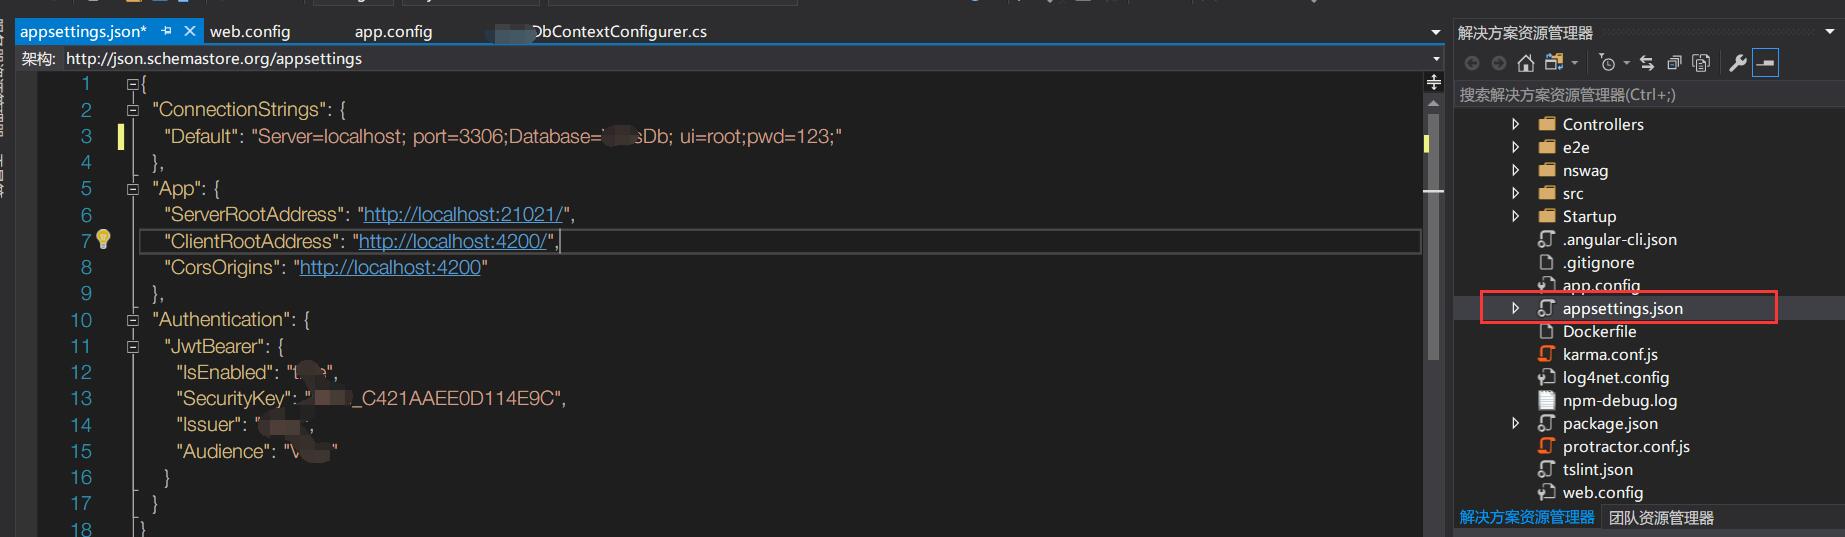 appsettings.json* web.config app.config DbContextConfigurer.cs
架构: http://json.schemastore.org/appsettings
1 {
2 "ConnectionStrings": {
3 "Default": "Server=localhost; port=3306;Database= sDb; ui=root;pwd=123;"
4 },
5 "App": {
6 "ServerRootAddress": "http://localhost:21021/",
7 "ClientRootAddress": "http://localhost:4200/",
8 "CorsOrigins": "http://localhost:4200"
9 },
10 "Authentication": {
11 "JwtBearer": {
12 "IsEnabled": " ",
13 "SecurityKey": " _C421AAEE0D114E9C",
14 "Issuer": " ,
15 "Audience": "V "
16 }
17 }
18 }
解决方案资源管理器
搜索解决方案资源管理器(Ctrl+;)
Controllers
e2e
nswag
src
Startup
.angular-cli.json
.gitignore
app.config
appsettings.json
Dockerfile
karma.conf.js
log4net.config
npm-debug.log
package.json
protractor.conf.js
tslint.json
web.config
解决方案资源管理器 团队资源管理器